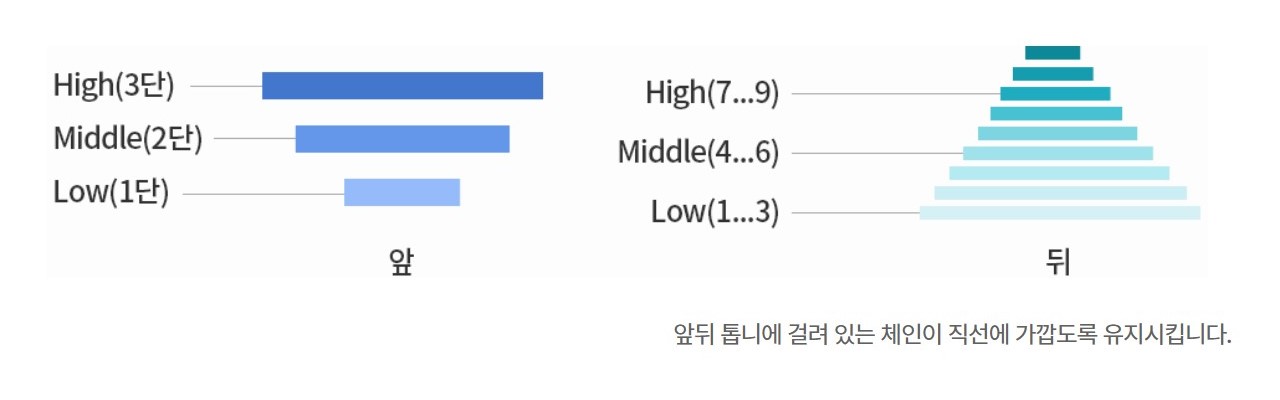 High(3단)
Middle(2단)
Low(1단)
앞
High(7...9)
Middle(4...6)
Low(1...3)
뒤
앞뒤 톱니에 걸려 있는 체인이 직선에 가깝도록 유지시킵니다.